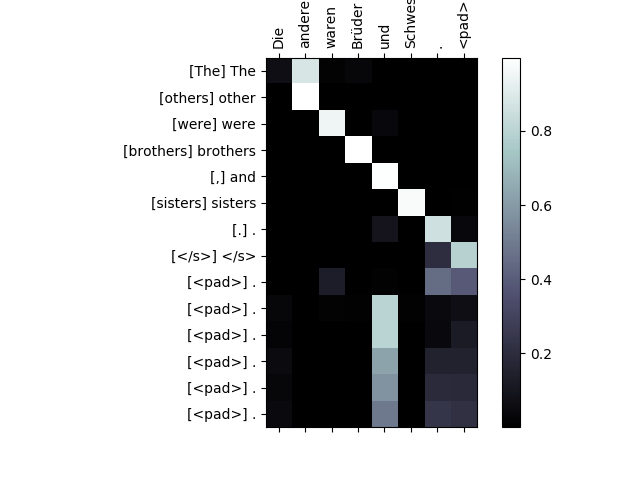 Die
andere
waren
Brüder
und
Schwes
.
<pad>
[The] The
[others] other
[were] were
[brothers] brothers
[,] and
[sisters] sisters
[.] .
[</s>] </s>
[<pad>] .
[<pad>] .
[<pad>] .
[<pad>] .
[<pad>] .
[<pad>] .
0.8
0.6
0.4
0.2